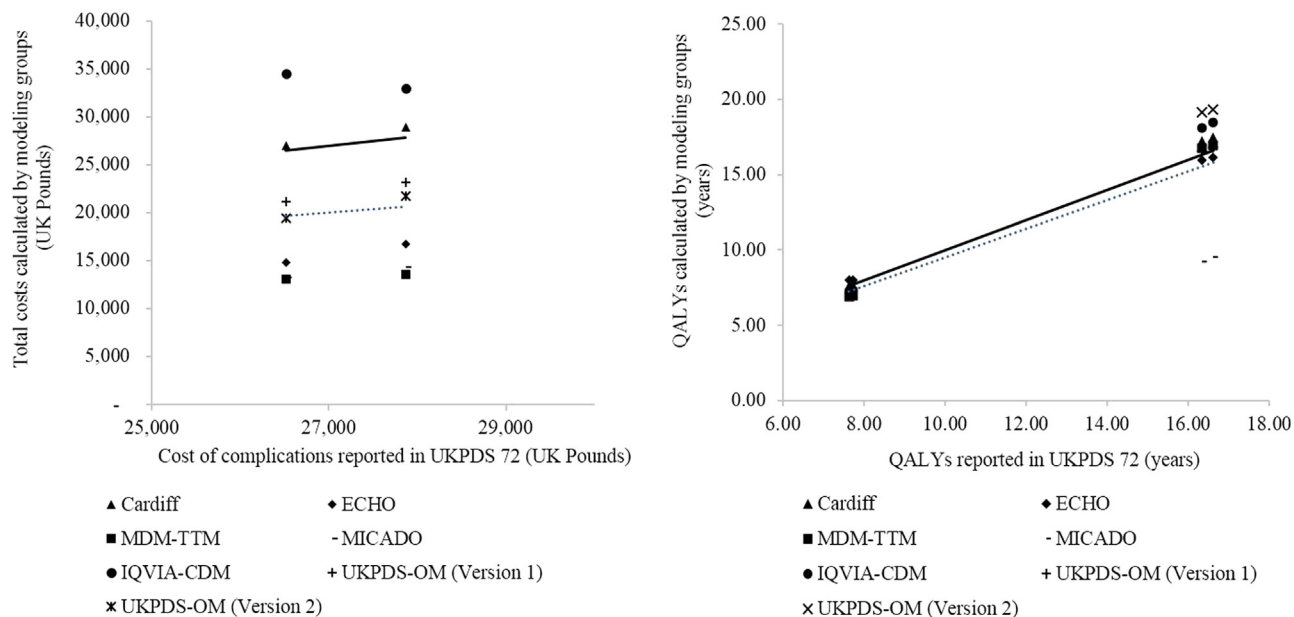 Total costs calculated by modeling groups
(UK Pounds)
40,000
35,000
30,000
25,000
20,000
15,000
10,000
5,000
-
25,000
27,000
29,000
Cost of complications reported in UKPDS 72 (UK Pounds)
▲ Cardiff
◆ ECHO
■ MDM-TTM
- MICADO
● IQVIA-CDM
+ UKPDS-OM (Version 1)
ж UKPDS-OM (Version 2)
QALYs calculated by modeling groups
(years)
25.00
20.00
15.00
10.00
5.00
0.00
6.00
8.00
10.00
12.00
14.00
16.00
18.00
QALYs reported in UKPDS 72 (years)
▲ Cardiff
◆ ECHO
■ MDM-TTM
- MICADO
● IQVIA-CDM
+ UKPDS-OM (Version 1)
× UKPDS-OM (Version 2)